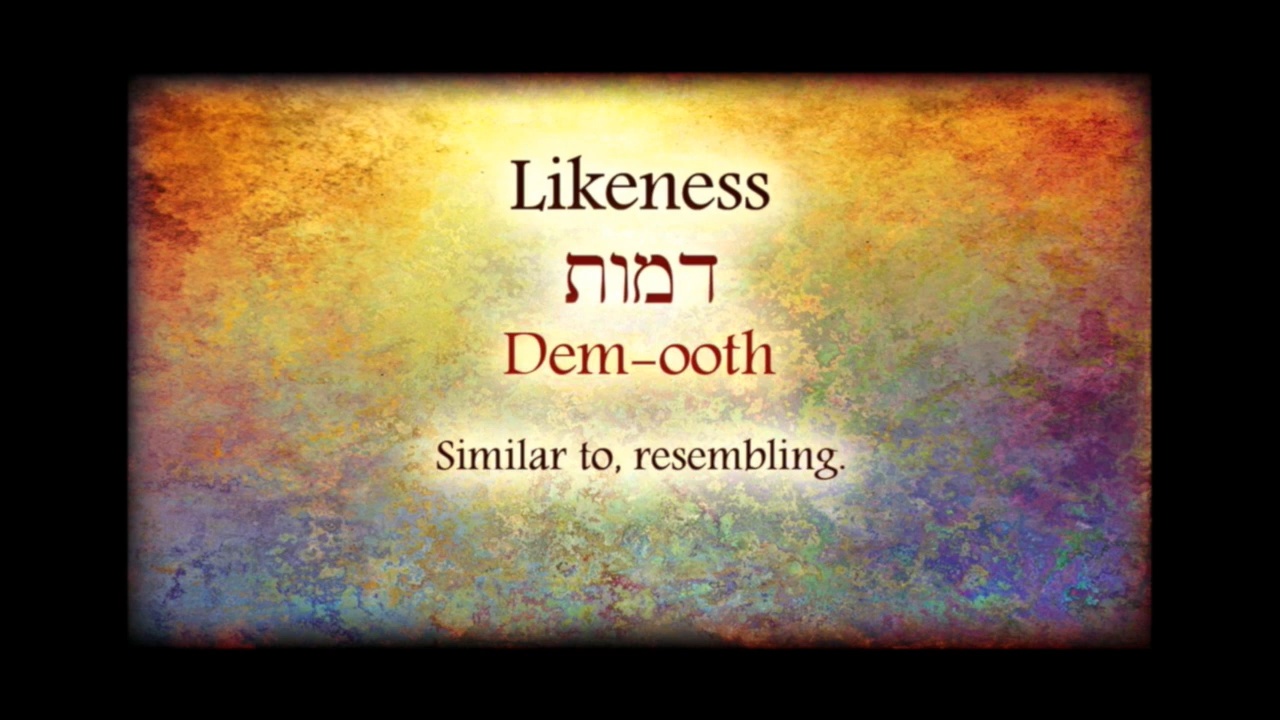 Likeness
דמות
Dem-ooth
Similar to, resembling.